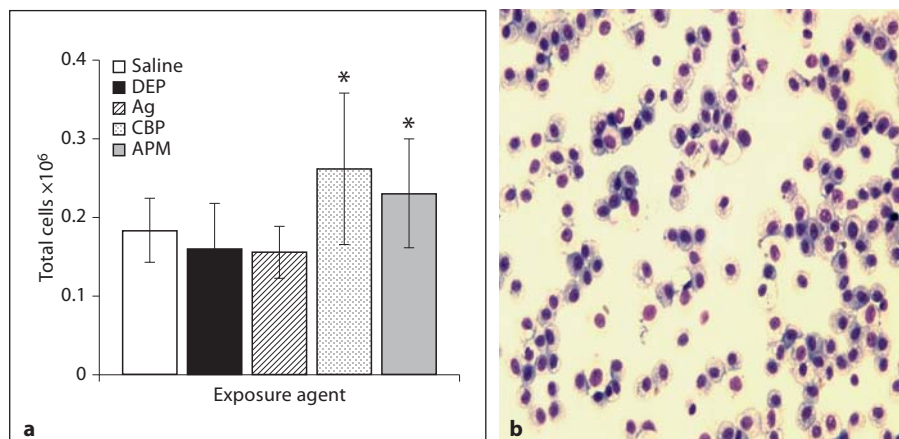 0.4
0.3
0.2
0.1
0
Total cells ×10⁶
Saline
DEP
Ag
CBP
APM
*
*
Exposure agent
a
b